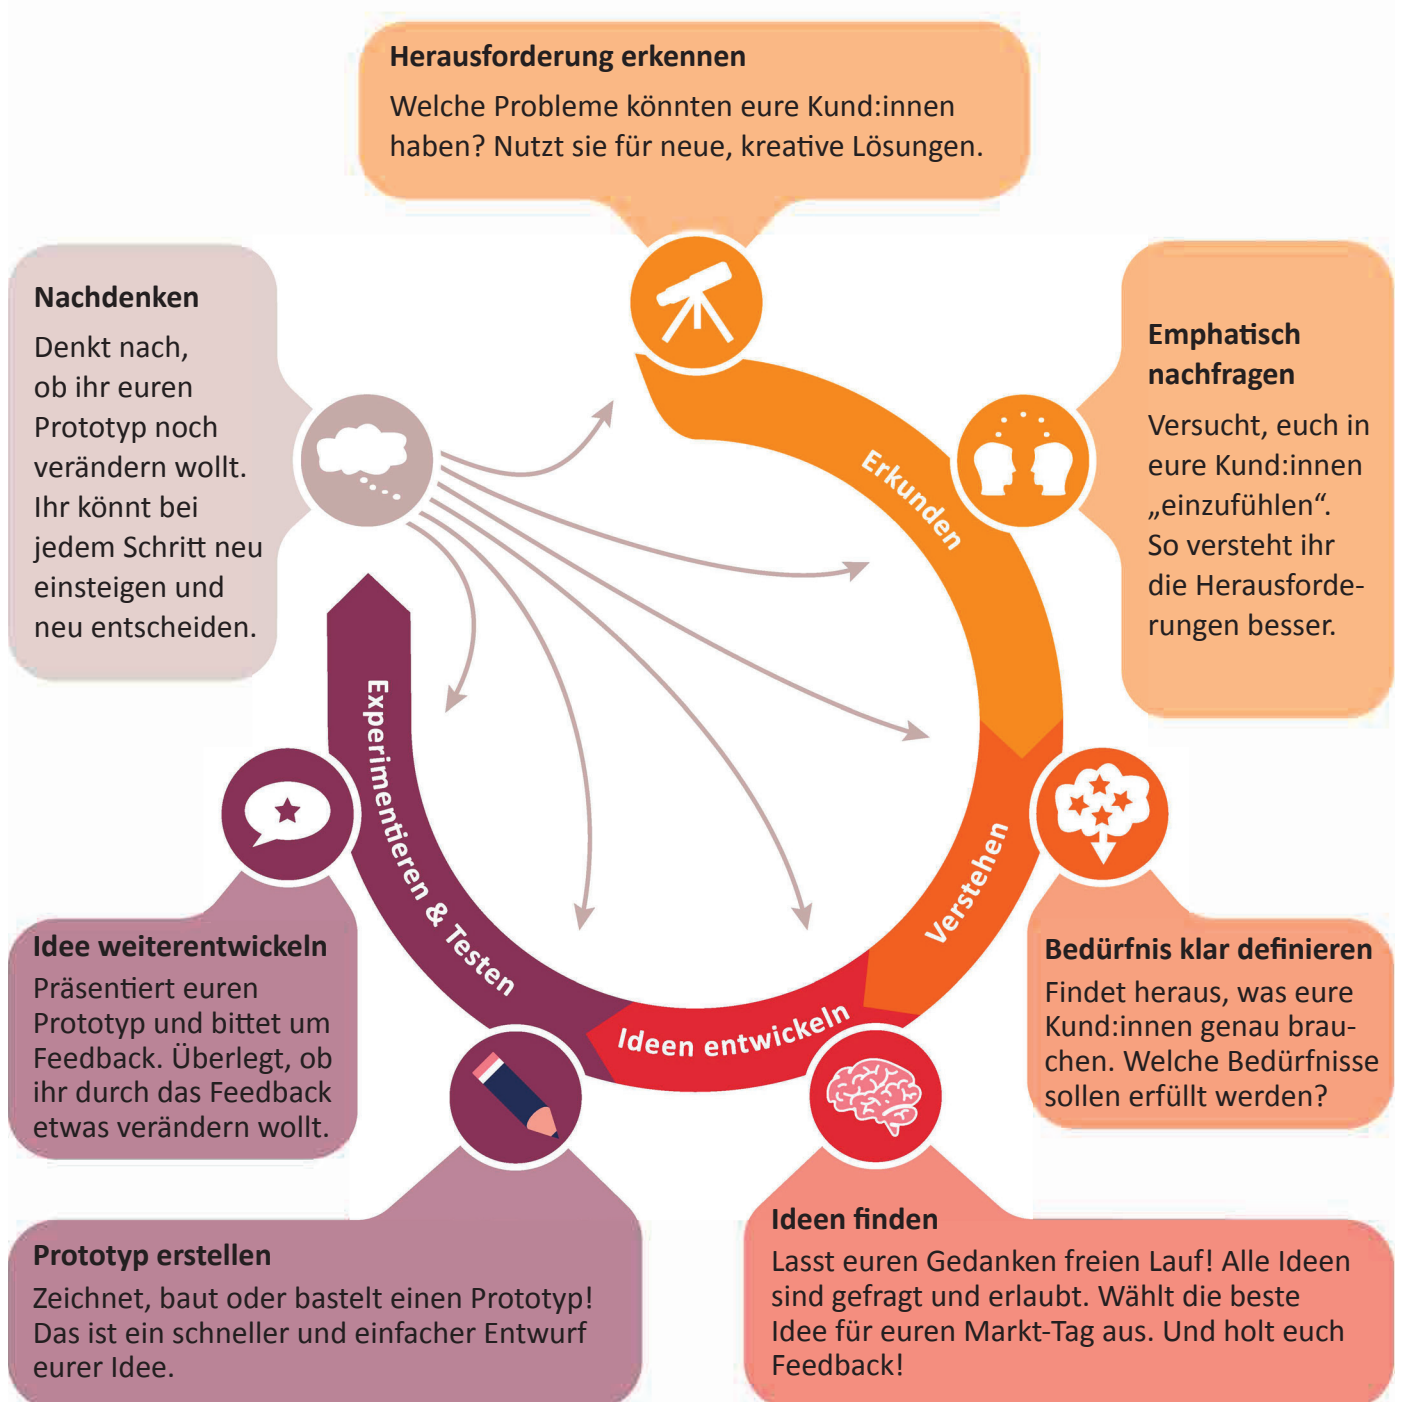 Herausforderung erkennen
Welche Probleme könnten eure Kund:innen
haben? Nutzt sie für neue, kreative Lösungen.
Emphatisch
nachfragen
Versucht, euch in
eure Kund:innen
„einzufühlen“.
So versteht ihr
die Herausforde-
rungen besser.
Bedürfnis klar definieren
Findet heraus, was eure
Kund:innen genau brau-
chen. Welche Bedürfnisse
sollen erfüllt werden?
Ideen finden
Lasst euren Gedanken freien Lauf! Alle Ideen
sind gefragt und erlaubt. Wählt die beste
Idee für euren Markt-Tag aus. Und holt euch
Feedback!
Prototyp erstellen
Zeichnet, baut oder bastelt einen Prototyp!
Das ist ein schneller und einfacher Entwurf
eurer Idee.
Idee weiterentwickeln
Präsentiert euren
Prototyp und bittet um
Feedback. Überlegt, ob
ihr durch das Feedback
etwas verändern wollt.
Nachdenken
Denkt nach,
ob ihr euren
Prototyp noch
verändern wollt.
Ihr könnt bei
jedem Schritt neu
einsteigen und
neu entscheiden.
Erkunden
Verstehen
Ideen entwickeln
Experimentieren & Testen